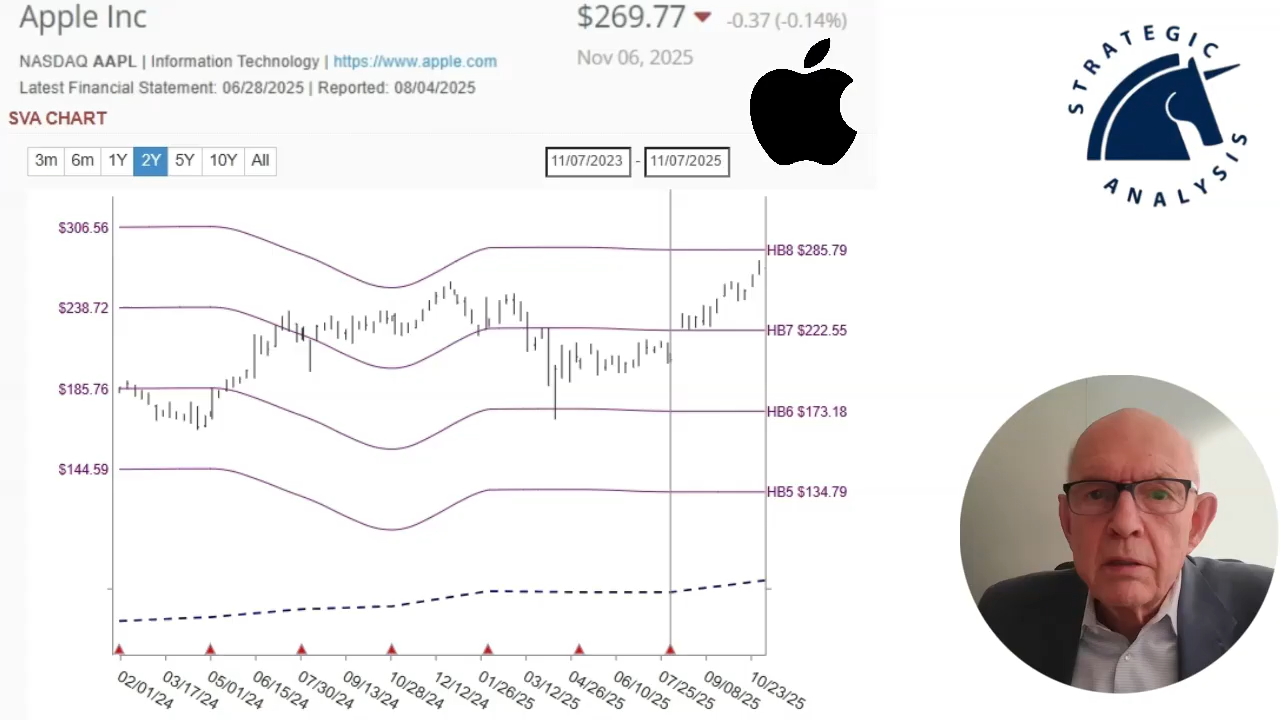 Apple Inc
$269.77 -0.37 (-0.14%)
NASDAQ AAPL | Information Technology | https://www.apple.com
Nov 06, 2025
Latest Financial Statement: 06/28/2025 | Reported: 08/04/2025
SVA CHART
3m 6m 1Y 2Y 5Y 10Y All
11/07/2023 - 11/07/2025
STRATEGIC
ANALYSIS
$306.56
HB8 $285.79
$238.72
HB7 $222.55
$185.76
HB6 $173.18
$144.59
HB5 $134.79
02/01/24 03/17/24 05/01/24 06/15/24 07/30/24 09/13/24 10/28/24 12/12/24 01/26/25 03/12/25 04/26/25 06/10/25 07/25/25 09/08/25 10/23/25